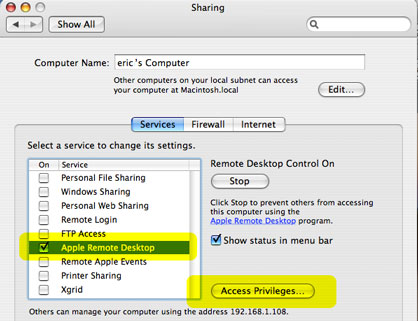 Sharing
Show All
Computer Name: eric's Computer
Other computers on your local subnet can access
your computer at Macintosh.local
Edit...
Services Firewall Internet
Select a service to change its settings.
On Service
Personal File Sharing
Windows Sharing
Personal Web Sharing
Remote Login
FTP Access
Apple Remote Desktop
Remote Apple Events
Printer Sharing
Xgrid
Remote Desktop Control On
Stop
Click Stop to prevent others from accessing
this computer using the
Apple Remote Desktop program.
Show status in menu bar
Access Privileges...
Others can manage your computer using the address 192.168.1.108.